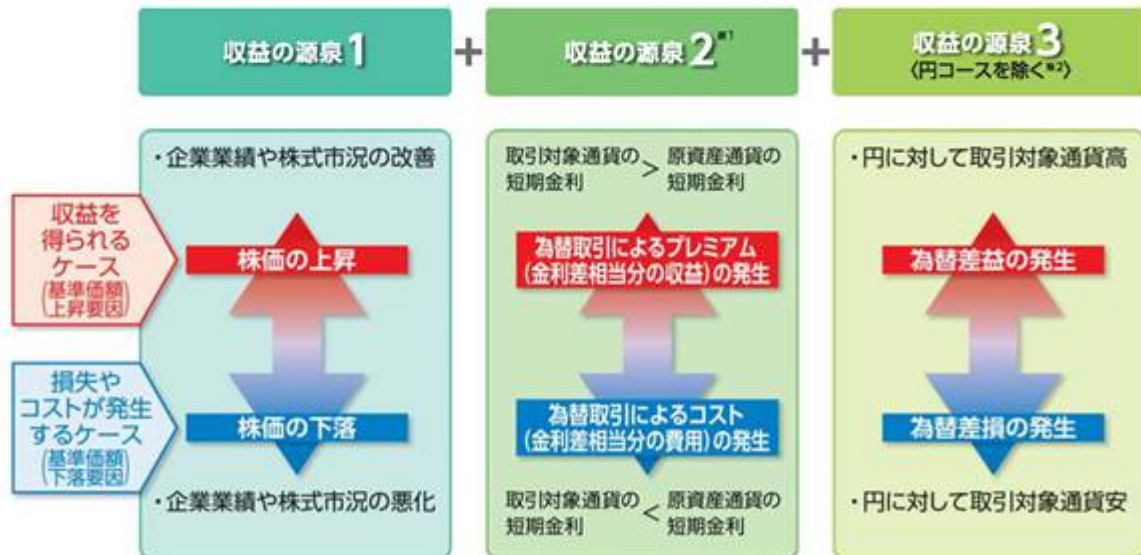 収益の源泉1
+
収益の源泉2※1
+
収益の源泉3
〈円コースを除く※2〉
収益を
得られる
ケース
(基準価額
上昇要因)
・企業業績や株式市況の改善
株価の上昇
取引対象通貨の
短期金利
>
原資産通貨の
短期金利
為替取引によるプレミアム
(金利差相当分の収益)の発生
・円に対して取引対象通貨高
為替差益の発生
損失や
コストが発生
するケース
(基準価額
下落要因)
株価の下落
・企業業績や株式市況の悪化
為替取引によるコスト
(金利差相当分の費用)の発生
取引対象通貨の
短期金利
<
原資産通貨の
短期金利
為替差損の発生
・円に対して取引対象通貨安